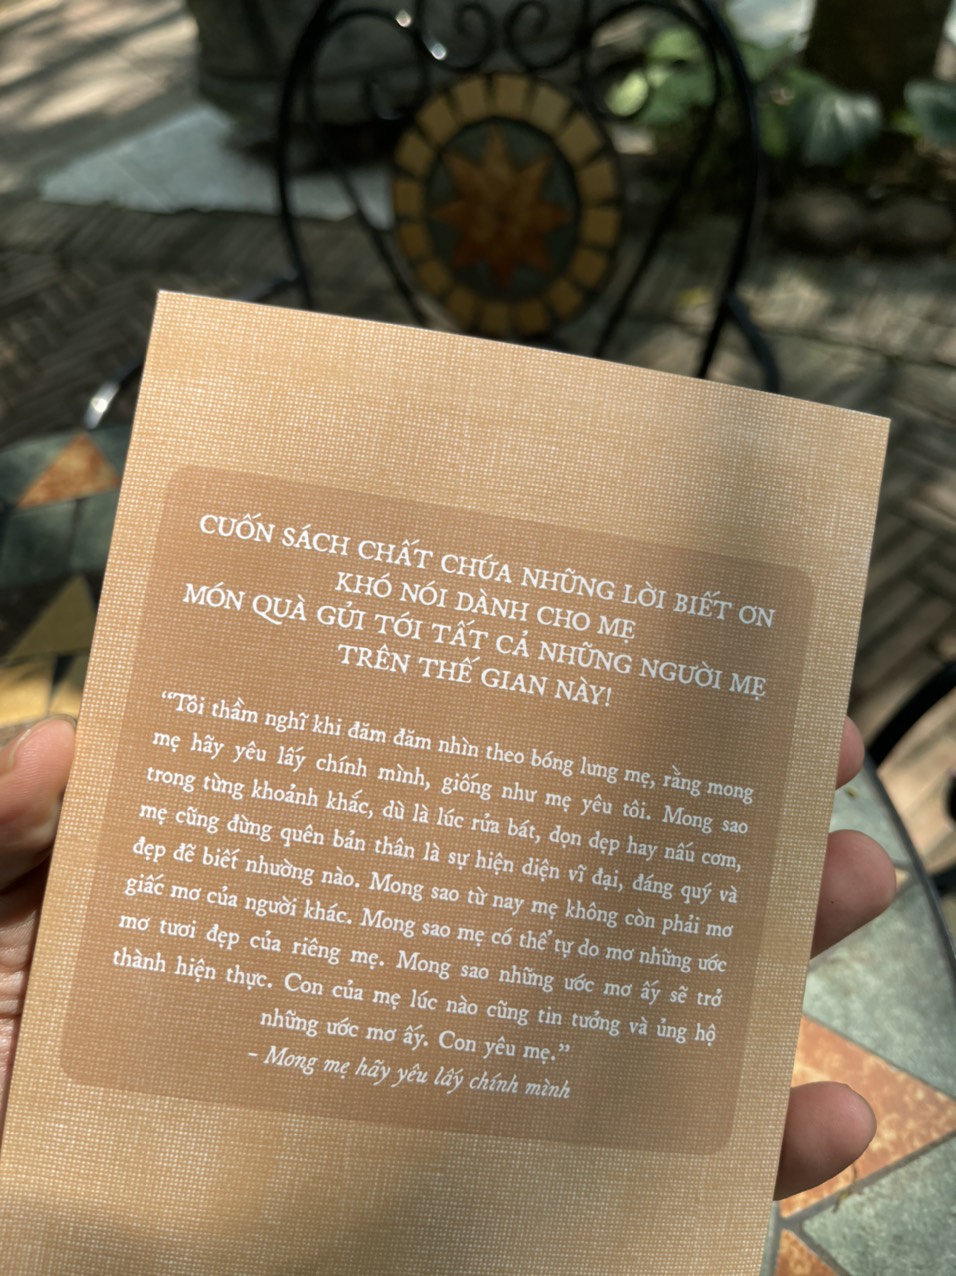 CUỐN SÁCH CHẤT CHỨA NHỮNG LỜI BIẾT ƠN
KHÓ NÓI DÀNH CHO MẸ
MÓN QUÀ GỬI TỚI TẤT CẢ NHỮNG NGƯỜI MẸ
TRÊN THẾ GIAN NÀY!
“Tôi thầm nghĩ khi đăm đăm nhìn theo bóng lưng mẹ, rằng mong
mẹ hãy yêu lấy chính mình, giống như mẹ yêu tôi. Mong sao
trong từng khoảnh khắc, dù là lúc rửa bát, dọn dẹp hay nấu cơm,
mẹ cũng đừng quên bản thân là sự hiện diện vĩ đại, đáng quý và
đẹp đẽ biết nhường nào. Mong sao từ nay mẹ không còn phải mơ
giấc mơ của người khác. Mong sao mẹ có thể tự do mơ những ước
mơ tươi đẹp của riêng mẹ. Mong sao những ước mơ ấy sẽ trở
thành hiện thực. Con của mẹ lúc nào cũng tin tưởng và ủng hộ
những ước mơ ấy. Con yêu mẹ.”
– Mong mẹ hãy yêu lấy chính mình